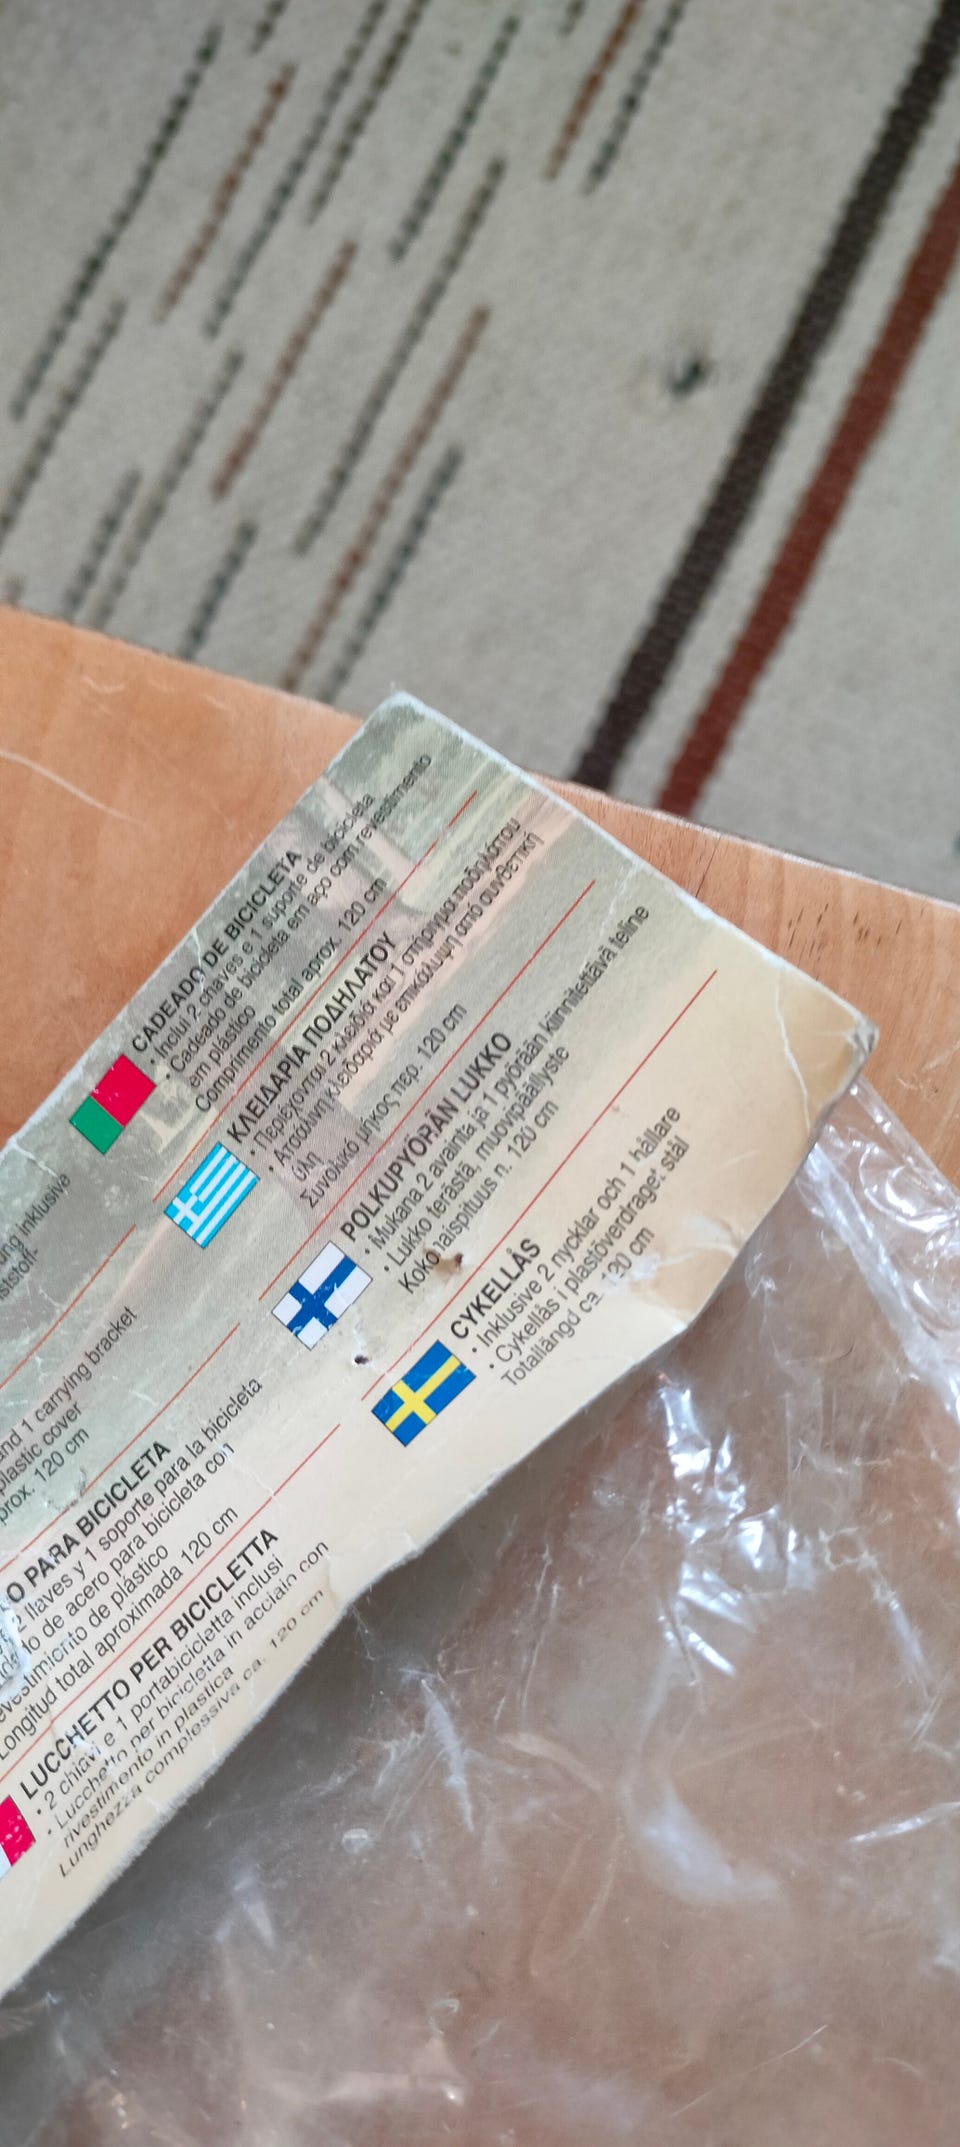 inklusive
and 1 carrying bracket
plastic cover
120 cm
PARA BICICLETA
2 llaves y 1 soporte para la bicicleta
de acero para bicicleta con
revestimiento de plástico
Longitud total aproximada 120 cm
LUCCHETTO PER BICICLETTA
• 2 chiavi e 1 portabicicletta inclusi
• Lucchetto per bicicletta in acciaio con
rivestimento in plastica
Lunghezza complessiva ca. 120 cm
CADEADO DE BICICLETA
• Inclui 2 chaves e 1 suporte de bicicleta
• Cadeado de bicicleta em aço com revestimento
em plástico
Comprimento total aprox. 120 cm
ΚΛΕΙΔΑΡΙΑ ΠΟΔΗΛΑΤΟΥ
• Περιέχονται 2 κλειδιά και 1 στήριγμα ποδηλάτου
• Ατσάλινη κλειδαριά με επικάλυψη από συνθετική
ύλη
Συνολικό μήκος περ. 120 cm
POLKUPYÖRÄN LUKKO
• Mukana 2 avainta ja 1 pyörään kiinnitettävä teline
• Lukko terästä, muovipäällyste
Kokonaispituus n. 120 cm
CYKELLÅS
• Inklusive 2 nycklar och 1 hållare
• Cykellås i plastöverdraget stål
Totallängd ca. 120 cm